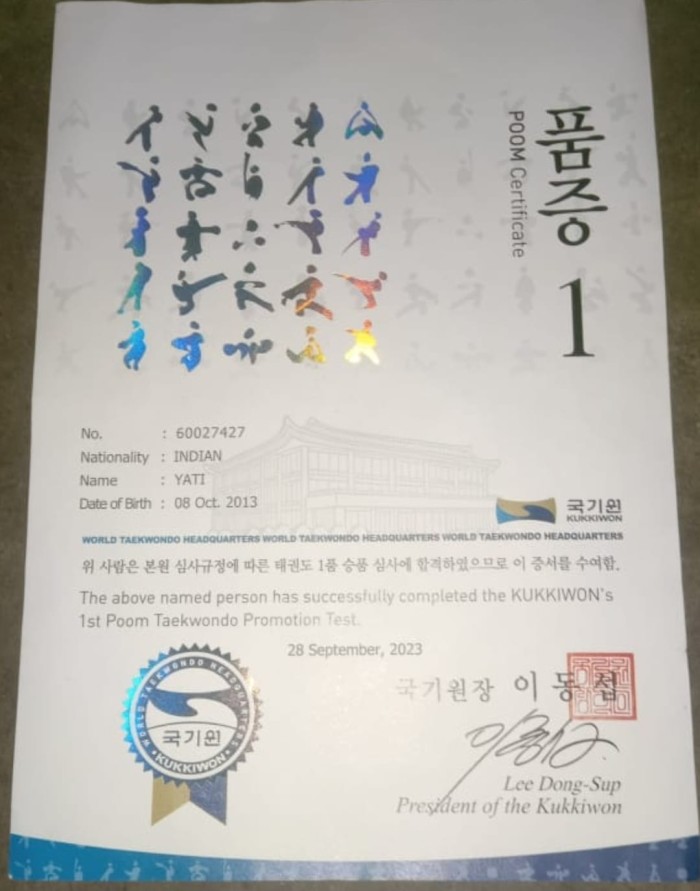 품증
POOM Certificate
1
No. : 60027427
Nationality : INDIAN
Name : YATI
Date of Birth : 08 Oct. 2013
국기원
KUKKIWON
WORLD TAEKWONDO HEADQUARTERS WORLD TAEKWONDO HEADQUARTERS WORLD TAEKWONDO HEADQUARTERS
위 사람은 본원 심사규정에 따른 태권도 1품 승품 심사에 합격하였으므로 이 증서를 수여함.
The above named person has successfully completed the KUKKIWON's
1st Poom Taekwondo Promotion Test.
28 September, 2023
WORLD TAEKWONDO HEADQUARTERS
국기원
KUKKIWON
국기원장 이동섭
Lee Dong-Sup
President of the Kukkiwon